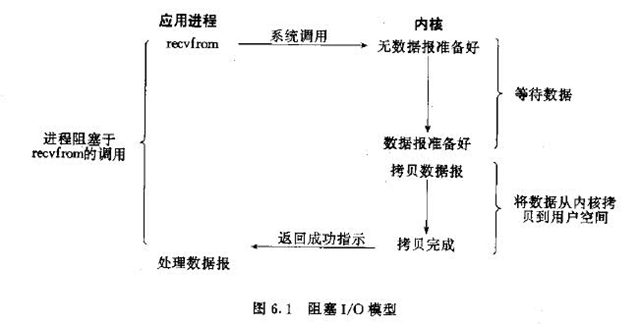 应用进程
内核
recvfrom
系统调用
无数据报准备好
等待数据
进程阻塞于
recvfrom的调用
数据报准备好
拷贝数据报
将数据从内核拷
贝到用户空间
返回成功指示
拷贝完成
处理数据报
图 6.1 阻塞 I/O 模型